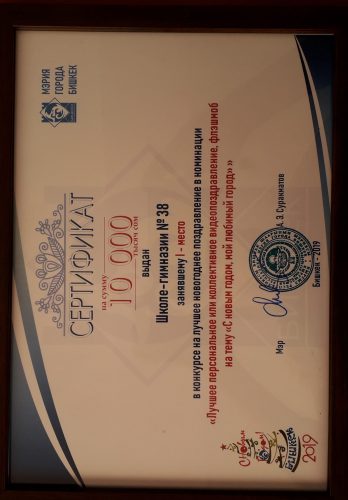 МЭРИЯ
ГОРОДА
БИШКЕК
СЕРТИФИКАТ
на сумму
10 000
тысяч сом
выдан
Школе-гимназии № 38
занявшему I - место
в конкурсе на лучшее новогоднее поздравление в номинации
«Лучшее персональное или коллективное видеопоздравление, флэшмоб
на тему «С новым годом, мой любимый город» »
Мэр
А. Э. Суракматов
Бишкек - 2019
С Новым
Годом
БИШКЕК
2019